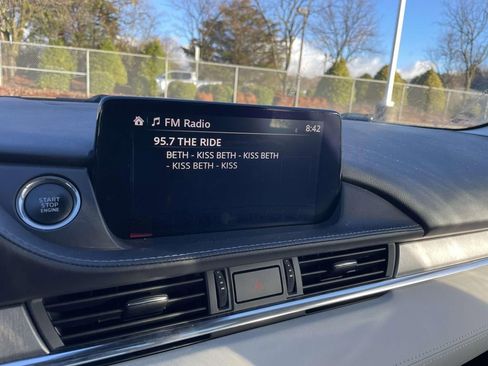 FM Radio
8:42
95.7 THE RIDE
BETH - KISS BETH - KISS BETH
- KISS BETH - KISS
START
STOP
ENGINE